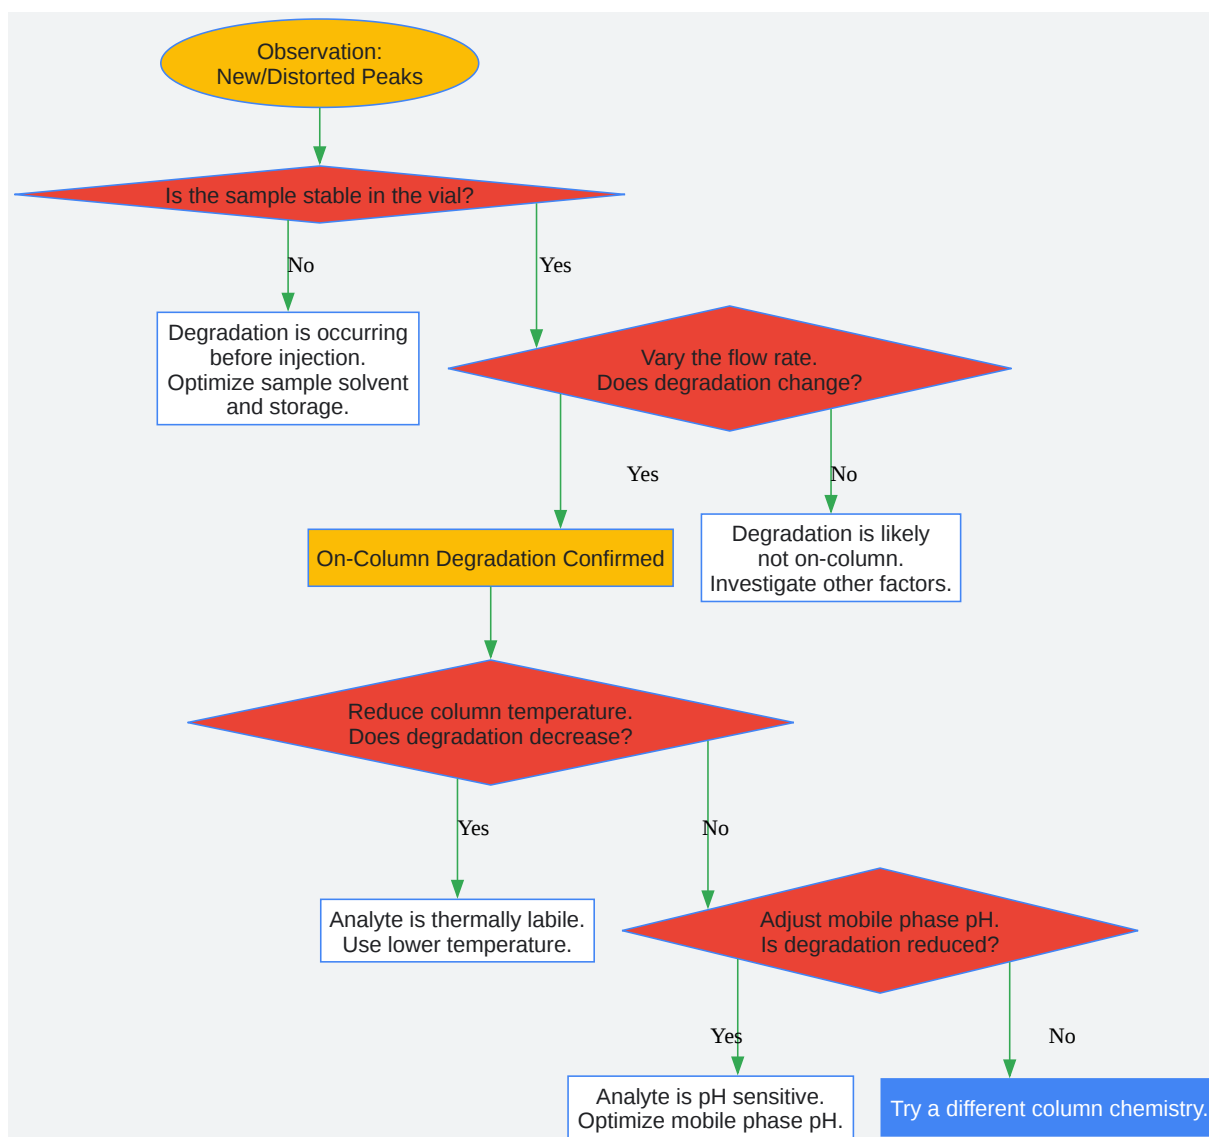 Observation:
New/Distorted Peaks
Is the sample stable in the vial?
No
Yes
Degradation is occurring
before injection.
Optimize sample solvent
and storage.
Vary the flow rate.
Does degradation change?
Yes
No
On-Column Degradation Confirmed
Degradation is likely
not on-column.
Investigate other factors.
Reduce column temperature.
Does degradation decrease?
Yes
No
Analyte is thermally labile.
Use lower temperature.
Adjust mobile phase pH.
Is degradation reduced?
Yes
No
Analyte is pH sensitive.
Optimize mobile phase pH.
Try a different column chemistry.